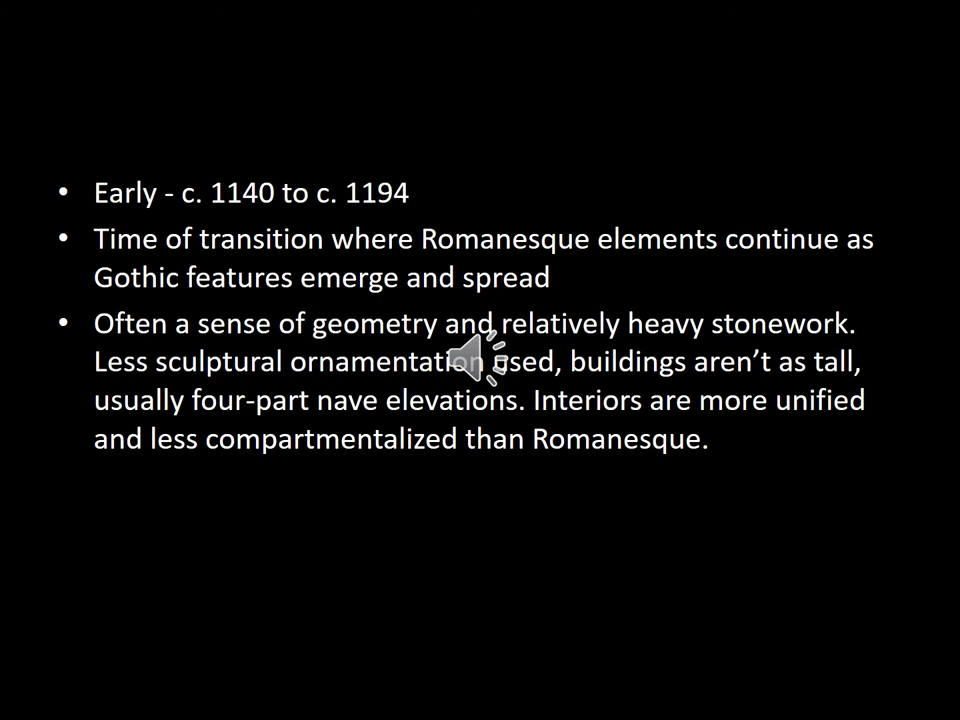 • Early - c. 1140 to c. 1194
• Time of transition where Romanesque elements continue as
Gothic features emerge and spread
• Often a sense of geometry and relatively heavy stonework.
Less sculptural ornamentation used, buildings aren’t as tall,
usually four-part nave elevations. Interiors are more unified
and less compartmentalized than Romanesque.